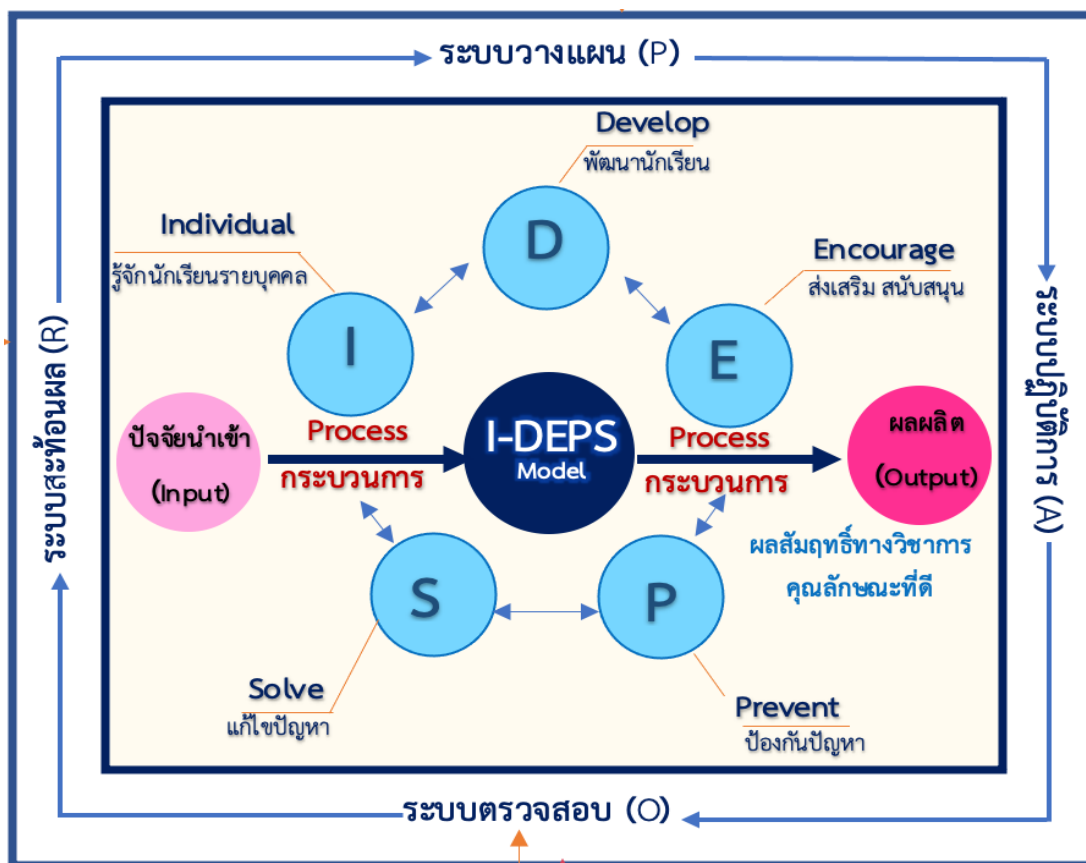 ระบบวางแผน (P)
Develop
พัฒนานักเรียน
D
Individual
รู้จักนักเรียนรายบุคคล
I
Encourage
ส่งเสริม สนับสนุน
E
ระบบสะท้อนผล (R)
ระบบปฏิบัติการ (A)
ปัจจัยนำเข้า
(Input)
Process
กระบวนการ
I-DEPS
Model
Process
กระบวนการ
ผลผลิต
(Output)
ผลสัมฤทธิ์ทางวิชาการ
คุณลักษณะที่ดี
S
P
Solve
แก้ไขปัญหา
Prevent
ป้องกันปัญหา
ระบบตรวจสอบ (O)